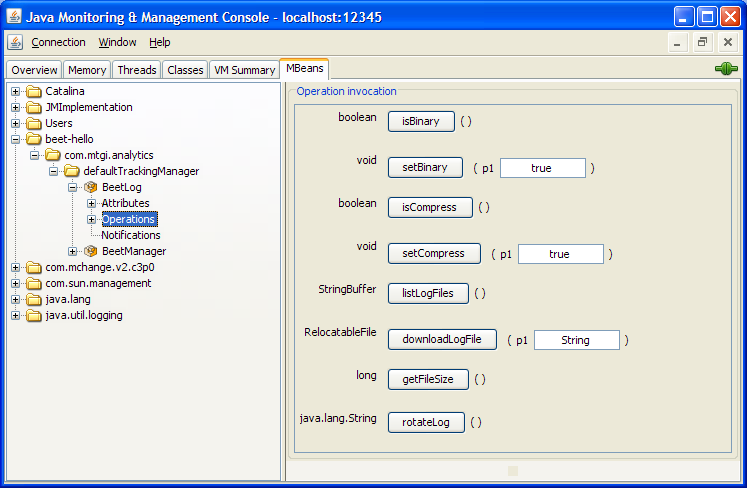 Java Monitoring & Management Console - localhost:12345
Connection Window Help
Overview Memory Threads Classes VM Summary MBeans
Catalina
JMImplementation
Users
beet-hello
com.mtgi.analytics
defaultTrackingManager
BeetLog
Attributes
Operations
Notifications
BeetManager
com.mchange.v2.c3p0
com.sun.management
java.lang
java.util.logging
Operation invocation
boolean isBinary ( )
void setBinary ( p1 true )
boolean isCompress ( )
void setCompress ( p1 true )
StringBuffer listLogFiles ( )
RelocatableFile downloadLogFile ( p1 String )
long getFileSize ( )
java.lang.String rotateLog ( )